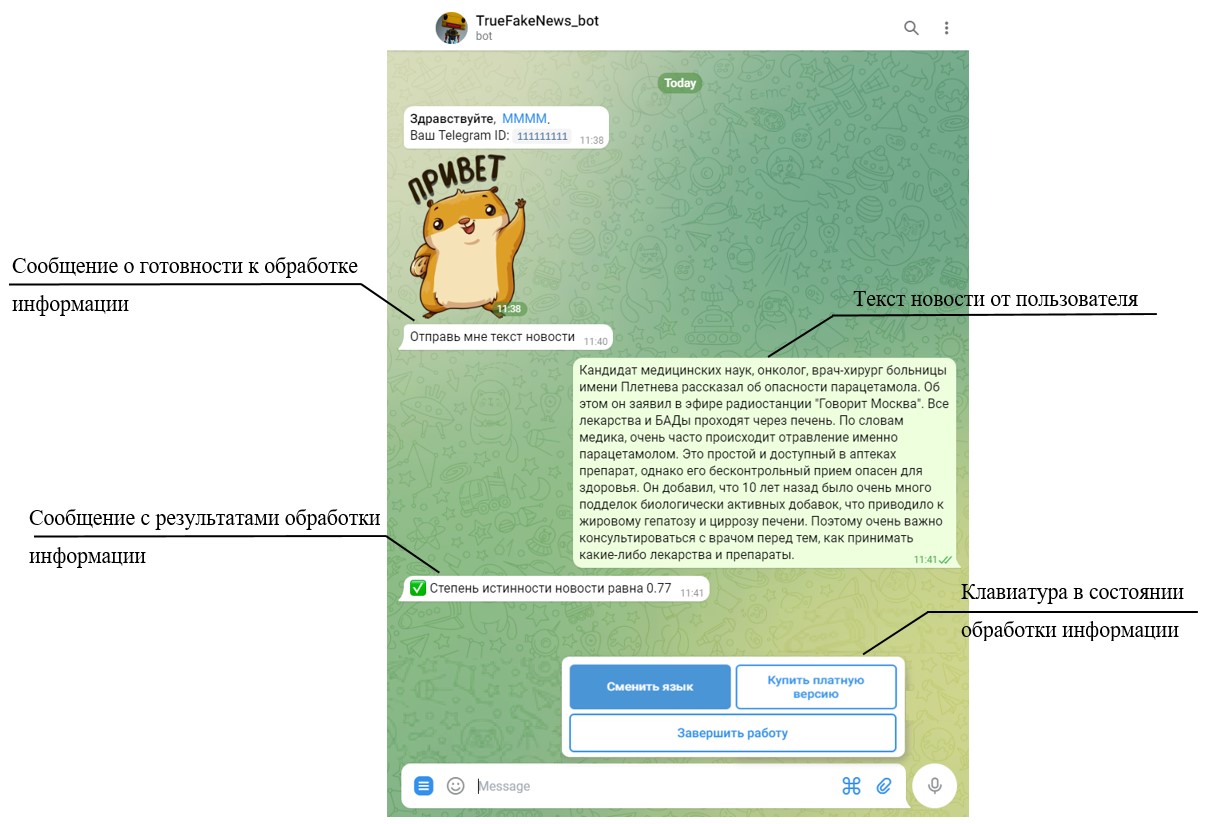 TrueFakeNews_bot
bot
Today
Здравствуйте, MMMM.
Ваш Telegram ID: 111111111 11:38
ПРИВЕТ
11:38
Сообщение о готовности к обработке
информации
Отправь мне текст новости 11:40
Текст новости от пользователя
Кандидат медицинских наук, онколог, врач-хирург больницы
имени Плетнева рассказал об опасности парацетамола. Об
этом он заявил в эфире радиостанции "Говорит Москва". Все
лекарства и БАДы проходят через печень. По словам
медика, очень часто происходит отравление именно
парацетамолом. Это простой и доступный в аптеках
препарат, однако его бесконтрольный прием опасен для
здоровья. Он добавил, что 10 лет назад было очень много
подделок биологически активных добавок, что приводило к
жировому гепатозу и циррозу печени. Поэтому очень важно
консультироваться с врачом перед тем, как принимать
какие-либо лекарства и препараты.
11:41
Сообщение с результатами обработки
информации
Степень истинности новости равна 0.77 11:41
Клавиатура в состоянии
обработки информации
Сменить язык
Купить платную
версию
Завершить работу
Message